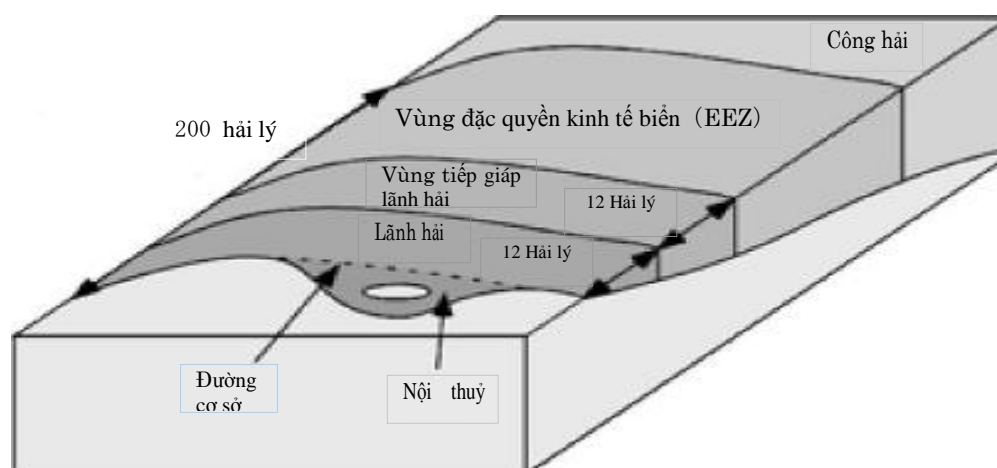 Công hải
Vùng đặc quyền kinh tế biển (EEZ)
200 hải lý
Vùng tiếp giáp
lãnh hải
12 Hải lý
Lãnh hải
12 Hải lý
Đường
cơ sở
Nội thuỷ